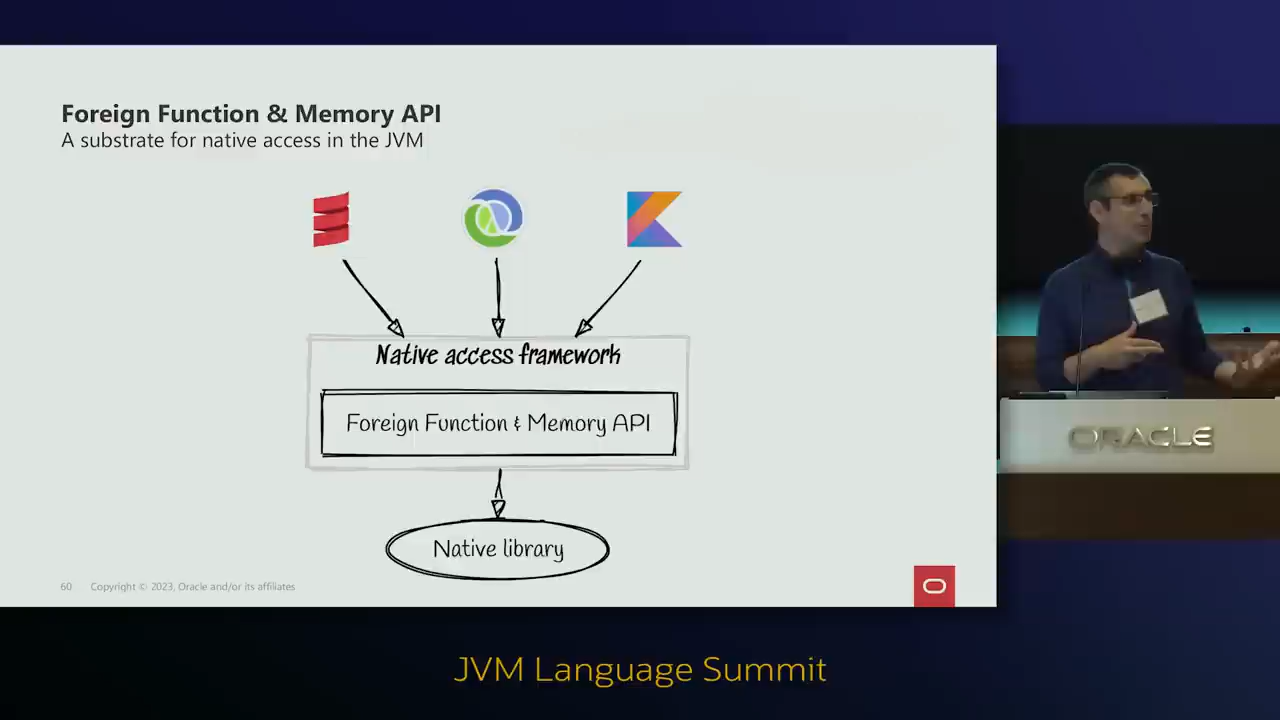 Foreign Function & Memory API
A substrate for native access in the JVM
Native access framework
Foreign Function & Memory API
Native library
60 Copyright © 2023, Oracle and/or its affiliates
ORACLE
JVM Language Summit